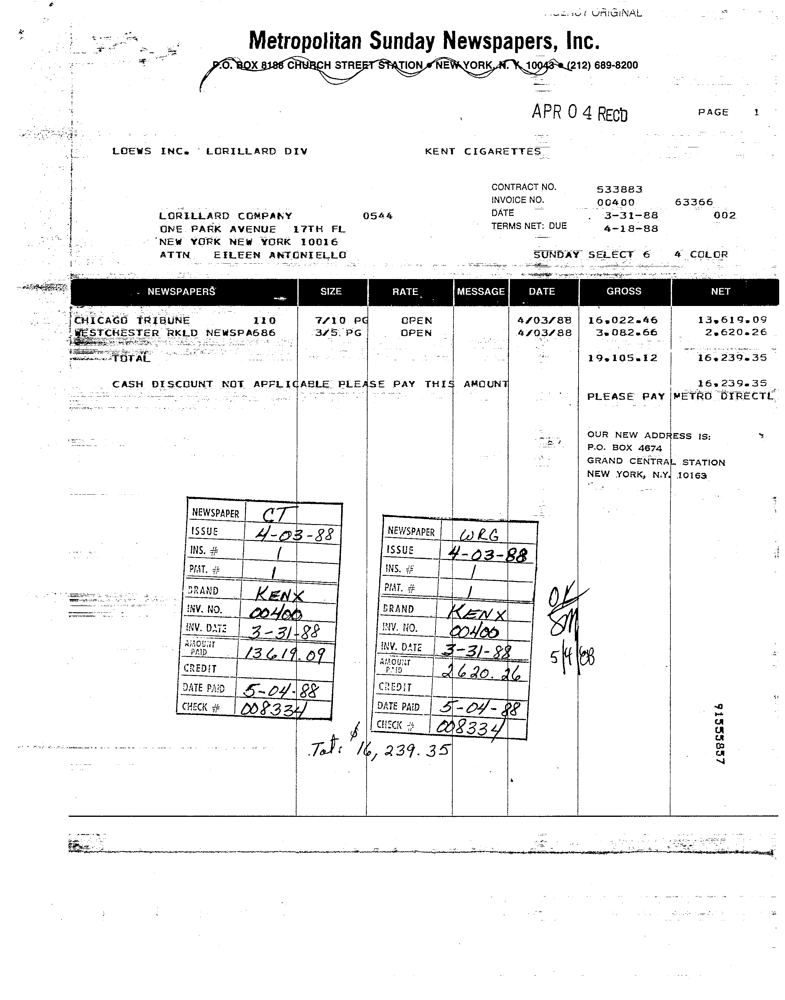 ORIGINAL
Metropolitan Sunday Newspapers, Inc.
P.O. BOX 8188 CHURCH STREET STATION • NEW YORK, N.Y. 10043 • (212) 689-8200
APR 04 REC'D
PAGE 1
LOEWS INC. LORILLARD DIV KENT CIGARETTES
CONTRACT NO. 533883
INVOICE NO. 00400 63366
LORILLARD COMPANY 0544 DATE 3-31-88 002
ONE PARK AVENUE 17TH FL TERMS NET: DUE 4-18-88
NEW YORK NEW YORK 10016
ATTN EILEEN ANTONIELLO SUNDAY SELECT 6 4 COLOR
NEWSPAPERS SIZE RATE MESSAGE DATE GROSS NET
CHICAGO TRIBUNE 110 7/10 PG OPEN 4/03/88 16,022.46 13,619.09
WESTCHESTER RKLD NEWSPA686 3/5 PG OPEN 4/03/88 3,082.66 2,620.26
TOTAL 19,105.12 16,239.35
CASH DISCOUNT NOT APPLICABLE PLEASE PAY THIS AMOUNT 16,239.35
PLEASE PAY METRO DIRECTL
OUR NEW ADDRESS IS:
P.O. BOX 4674
GRAND CENTRAL STATION
NEW YORK, N.Y. 10163
NEWSPAPER CT
ISSUE 4-03-88
INS. # 1
PMT. # 1
BRAND KENX
INV. NO. 00400
INV. DATE 3-31-88
AMOUNT PAID 13619.09
CREDIT
DATE PAID 5-04-88
CHECK # 008334
NEWSPAPER WRG
ISSUE 4-03-88
INS. # 1
PMT. # 1
BRAND KENX
INV. NO. 00400
INV. DATE 3-31-88
AMOUNT PAID 2620.26
CREDIT
DATE PAID 5-04-88
CHECK # 008334
OK
SM
5/4/88
Tot: $16,239.35
91553857